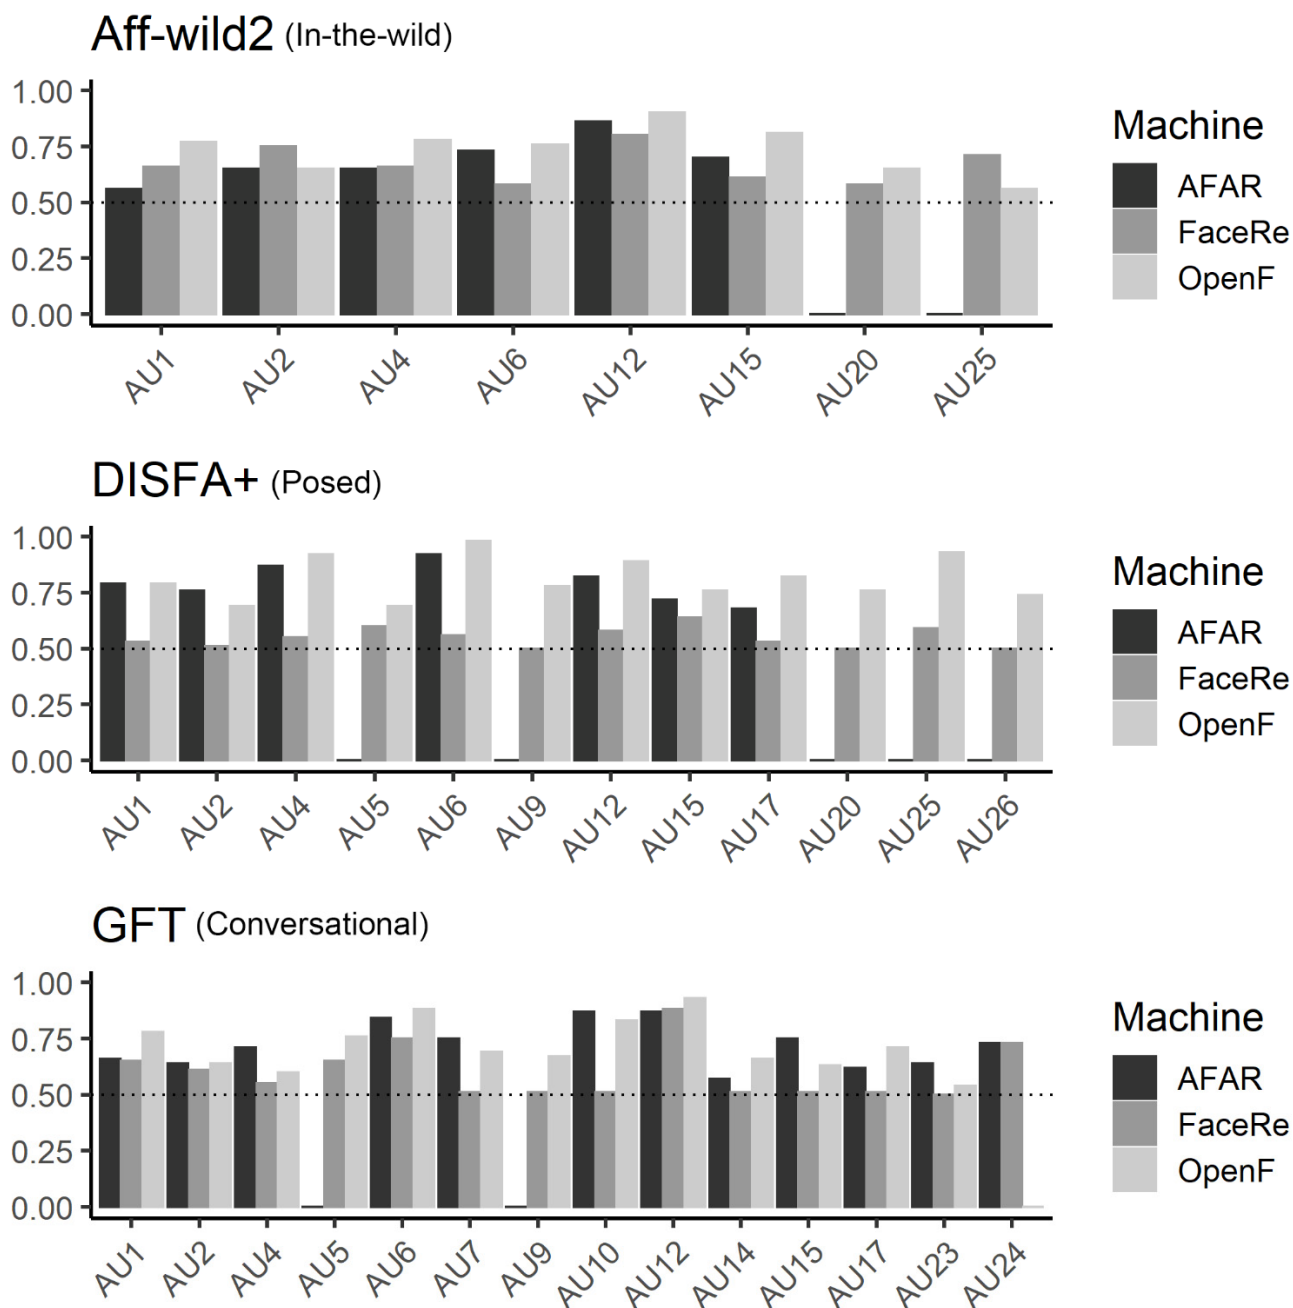 Aff-wild2 (In-the-wild)
1.00
0.75
0.50
0.25
0.00
AU1 AU2 AU4 AU6 AU12 AU15 AU20 AU25
Machine
AFAR
FaceRe
OpenF
DISFA+ (Posed)
1.00
0.75
0.50
0.25
0.00
AU1 AU2 AU4 AU5 AU6 AU9 AU12 AU15 AU17 AU20 AU25 AU26
Machine
AFAR
FaceRe
OpenF
GFT (Conversational)
1.00
0.75
0.50
0.25
0.00
AU1 AU2 AU4 AU5 AU6 AU7 AU9 AU10 AU12 AU14 AU15 AU17 AU23 AU24
Machine
AFAR
FaceRe
OpenF